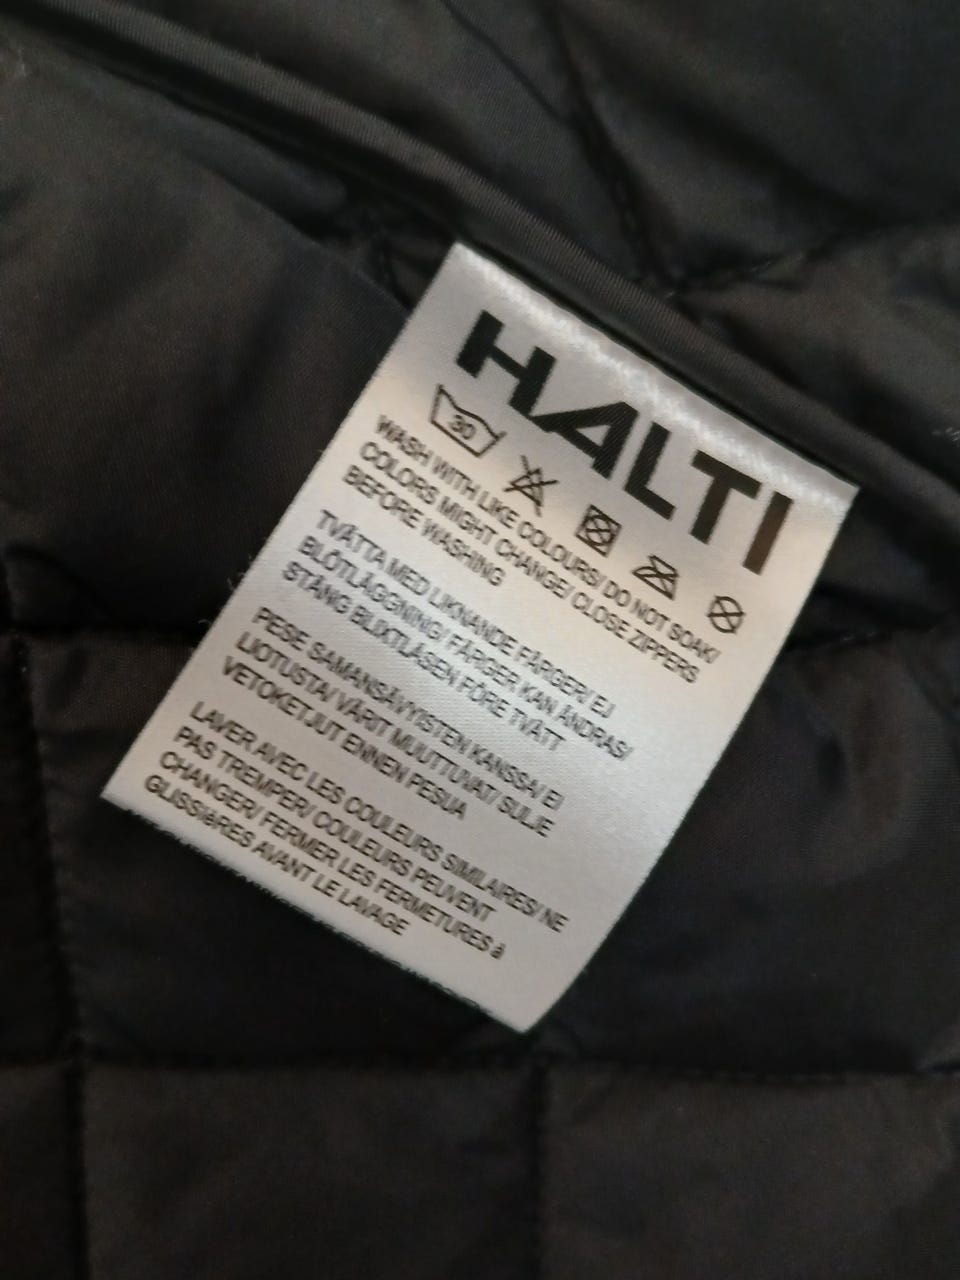 HALTI
30
WASH WITH LIKE COLOURS/ DO NOT SOAK/
COLORS MIGHT CHANGE/ CLOSE ZIPPERS
BEFORE WASHING
TVÄTTA MED LIKNANDE FÄRGER/ EJ
BLÖTLÄGGNING/ FÄRGER KAN ÄNDRAS/
STÄNG BLIXTLÅSEN FÖRE TVÄTT
PESE SAMANSÄVYISTEN KANSSA/ EI
LIOTUSTA/ VÄRIT MUUTTUVAT/ SULJE
VETOKETJUT ENNEN PESUA
LAVER AVEC LES COULEURS SIMILAIRES/ NE
PAS TREMPER/ COULEURS PEUVENT
CHANGER/ FERMER LES FERMETURES à
GLISSIèRES AVANT LE LAVAGE